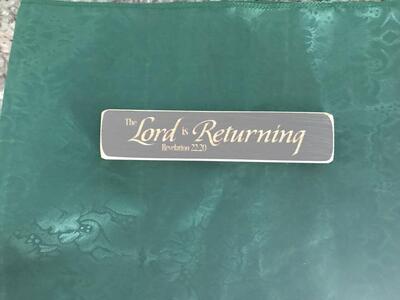 The Lord is Returning
Revelation 22:20